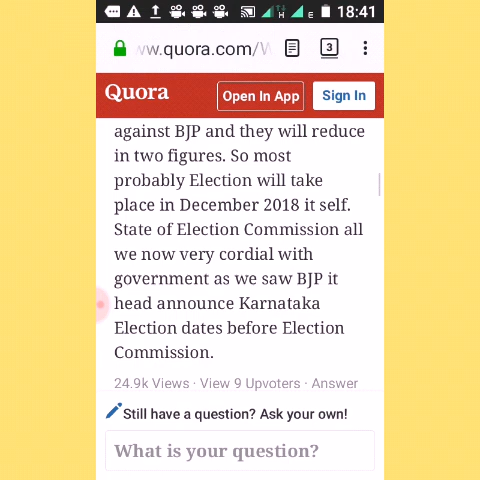 18:41
ww.quora.com/W
3
Quora
Open In App
Sign In
against BJP and they will reduce
in two figures. So most
probably Election will take
place in December 2018 it self.
State of Election Commission all
we now very cordial with
government as we saw BJP it
head announce Karnataka
Election dates before Election
Commission.
24.9k Views · View 9 Upvoters · Answer
Still have a question? Ask your own!
What is your question?